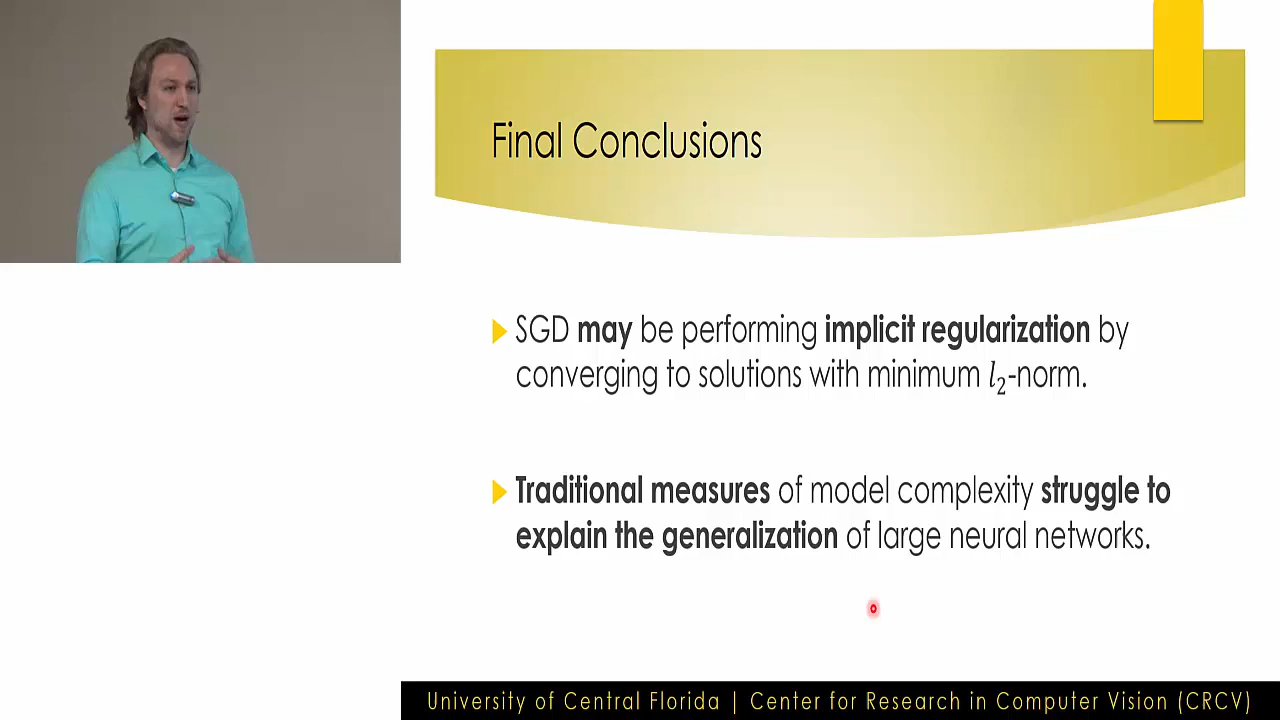 Final Conclusions
SGD may be performing implicit regularization by
converging to solutions with minimum l₂-norm.
Traditional measures of model complexity struggle to
explain the generalization of large neural networks.
University of Central Florida | Center for Research in Computer Vision (CRCV)